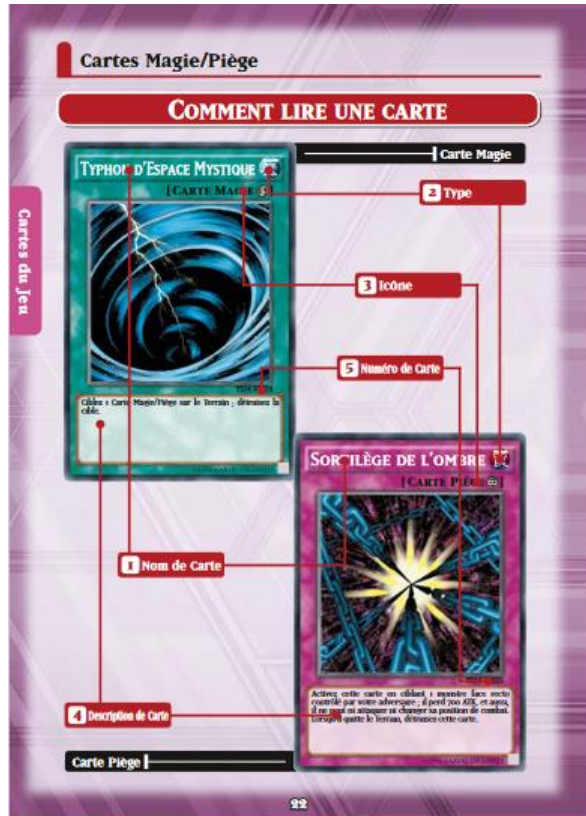 Cartes Magie/Piège
COMMENT LIRE UNE CARTE
Carte Magie
TYPHON D'ESPACE MYSTIQUE
[CARTE MAGIE ]
2 Type
Cartes du Jeu
3 Icône
5 Numéro de Carte
Ciblez 1 Carte Magie/Piège sur le Terrain ; détruisez la
cible.
SORTILÈGE DE L'OMBRE
[CARTE PIÈGE ]
1 Nom de Carte
Activez cette carte en ciblant 1 monstre face recto
contrôlé par votre adversaire ; il perd 700 ATK, et aussi,
il ne peut ni attaquer ni changer sa position de combat.
Lorsqu'il quitte le Terrain, détruisez cette carte.
4 Description de Carte
Carte Piège
22